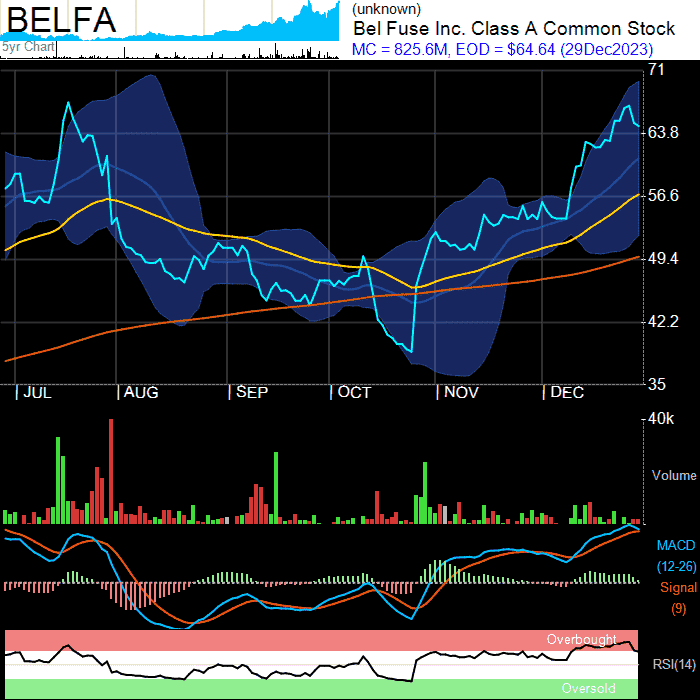 BELFA
5yr Chart
(unknown)
Bel Fuse Inc. Class A Common Stock
MC = 825.6M, EOD = $64.64 (29Dec2023)
71
63.8
56.6
49.4
42.2
35
JUL
AUG
SEP
OCT
NOV
DEC
40k
Volume
MACD
(12-26)
Signal
(9)
Overbought
RSI(14)
Oversold